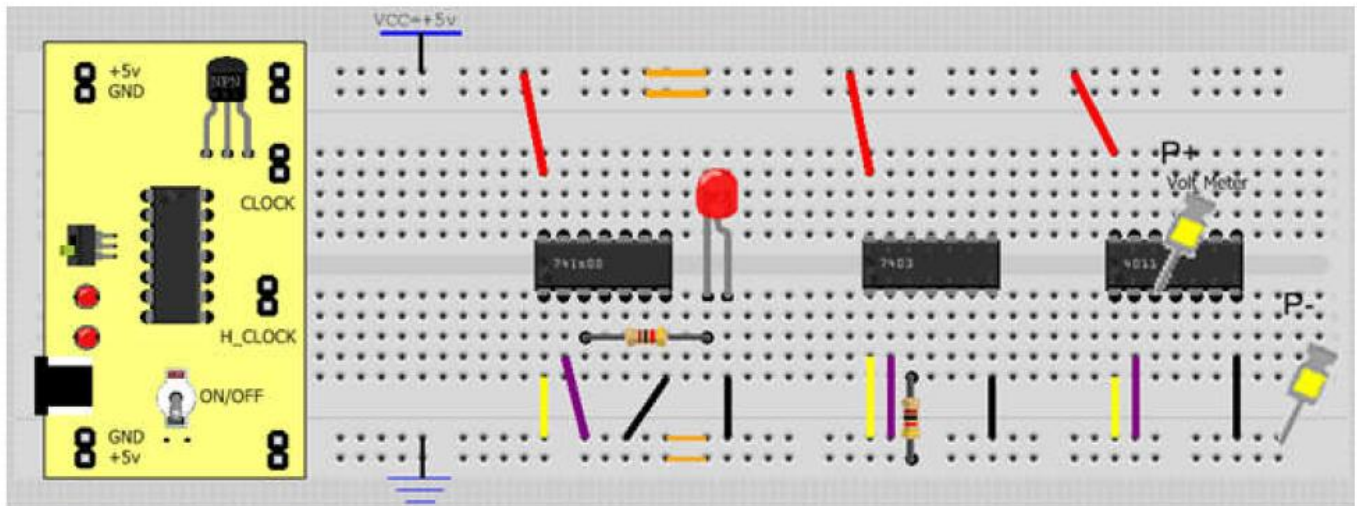 VCC=+5v
+5v
GND
NPN
CLOCK
H_CLOCK
ON/OFF
GND
+5v
74ls00
7403
4011
P+
Volt Meter
P-